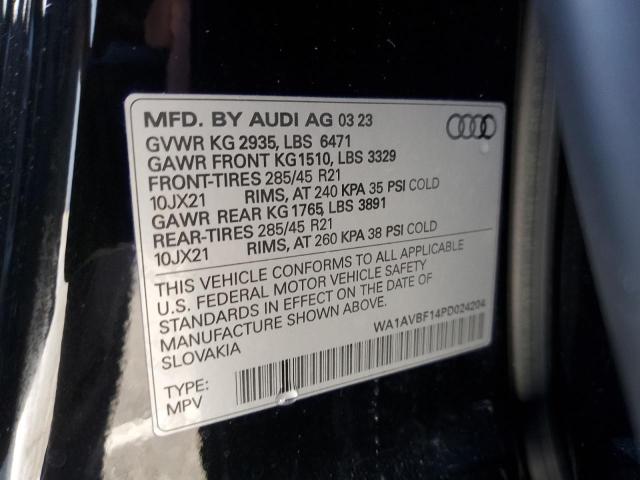 MFD. BY AUDI AG 03 23
GVWR KG 2935, LBS 6471
GAWR FRONT KG1510, LBS 3329
FRONT-TIRES 285/45 R21
10JX21 RIMS, AT 240 KPA 35 PSI COLD
GAWR REAR KG 1765, LBS 3891
REAR-TIRES 285/45 R21
10JX21 RIMS, AT 260 KPA 38 PSI COLD
THIS VEHICLE CONFORMS TO ALL APPLICABLE
U.S. FEDERAL MOTOR VEHICLE SAFETY
STANDARDS IN EFFECT ON THE DATE OF
MANUFACTURE SHOWN ABOVE.
SLOVAKIA
WA1AVBF14PD024204
TYPE:
MPV